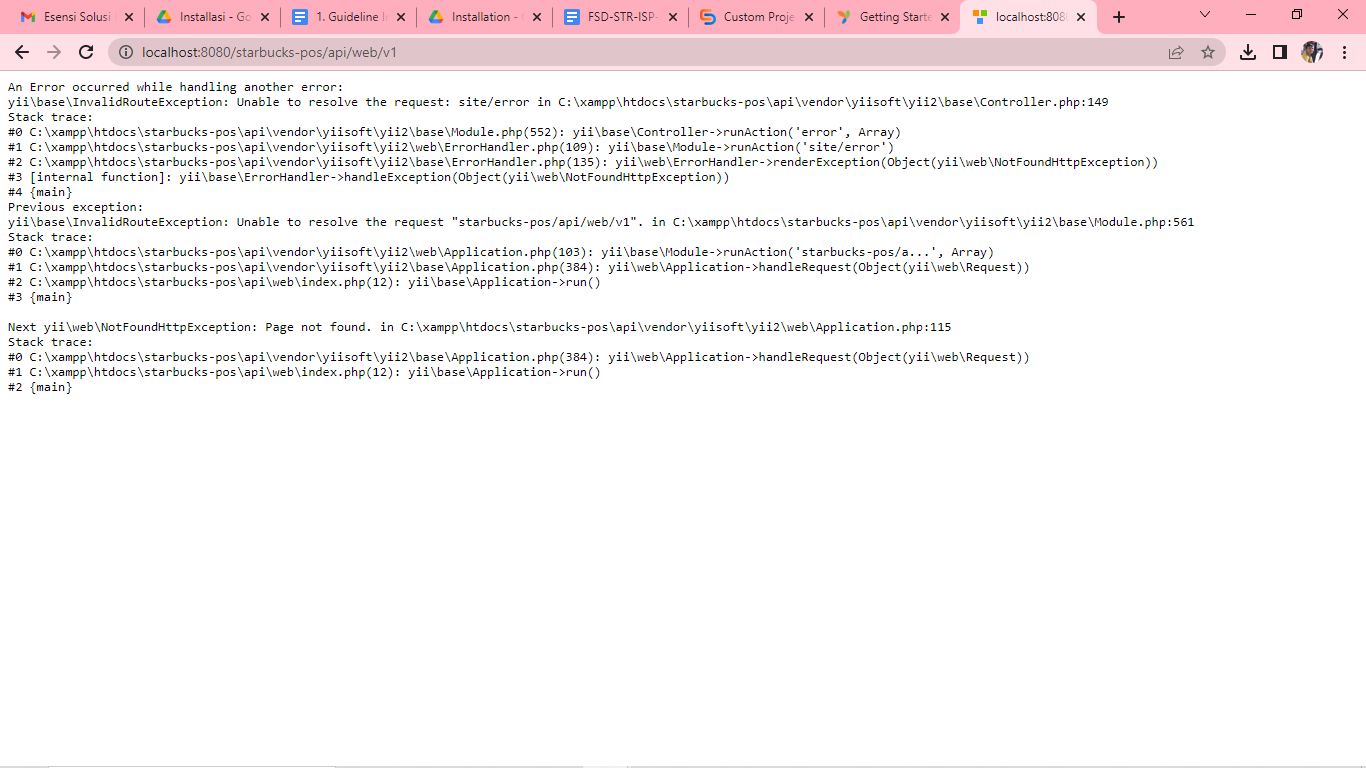 Esensi Solusi
Installasi - Go
1. Guideline I
Installation -
FSD-STR-ISP-
Custom Proje
Getting Starte
localhost:808
localhost:8080/starbucks-pos/api/web/v1
An Error occurred while handling another error:
yii\base\InvalidRouteException: Unable to resolve the request: site/error in C:\xampp\htdocs\starbucks-pos\api\vendor\yiisoft\yii2\base\Controller.php:149
Stack trace:
#0 C:\xampp\htdocs\starbucks-pos\api\vendor\yiisoft\yii2\base\Module.php(552): yii\base\Controller->runAction('error', Array)
#1 C:\xampp\htdocs\starbucks-pos\api\vendor\yiisoft\yii2\web\ErrorHandler.php(109): yii\base\Module->runAction('site/error')
#2 C:\xampp\htdocs\starbucks-pos\api\vendor\yiisoft\yii2\base\ErrorHandler.php(135): yii\web\ErrorHandler->renderException(Object(yii\web\NotFoundHttpException))
#3 [internal function]: yii\base\ErrorHandler->handleException(Object(yii\web\NotFoundHttpException))
#4 {main}
Previous exception:
yii\base\InvalidRouteException: Unable to resolve the request "starbucks-pos/api/web/v1". in C:\xampp\htdocs\starbucks-pos\api\vendor\yiisoft\yii2\base\Module.php:561
Stack trace:
#0 C:\xampp\htdocs\starbucks-pos\api\vendor\yiisoft\yii2\web\Application.php(103): yii\base\Module->runAction('starbucks-pos/a...', Array)
#1 C:\xampp\htdocs\starbucks-pos\api\vendor\yiisoft\yii2\base\Application.php(384): yii\web\Application->handleRequest(Object(yii\web\Request))
#2 C:\xampp\htdocs\starbucks-pos\api\web\index.php(12): yii\base\Application->run()
#3 {main}
Next yii\web\NotFoundHttpException: Page not found. in C:\xampp\htdocs\starbucks-pos\api\vendor\yiisoft\yii2\web\Application.php:115
Stack trace:
#0 C:\xampp\htdocs\starbucks-pos\api\vendor\yiisoft\yii2\base\Application.php(384): yii\web\Application->handleRequest(Object(yii\web\Request))
#1 C:\xampp\htdocs\starbucks-pos\api\web\index.php(12): yii\base\Application->run()
#2 {main}